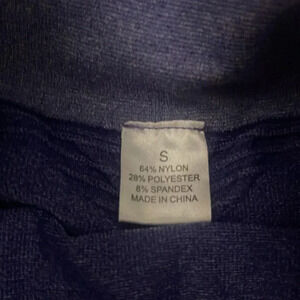 S
64% NYLON
28% POLYESTER
8% SPANDEX
MADE IN CHINA